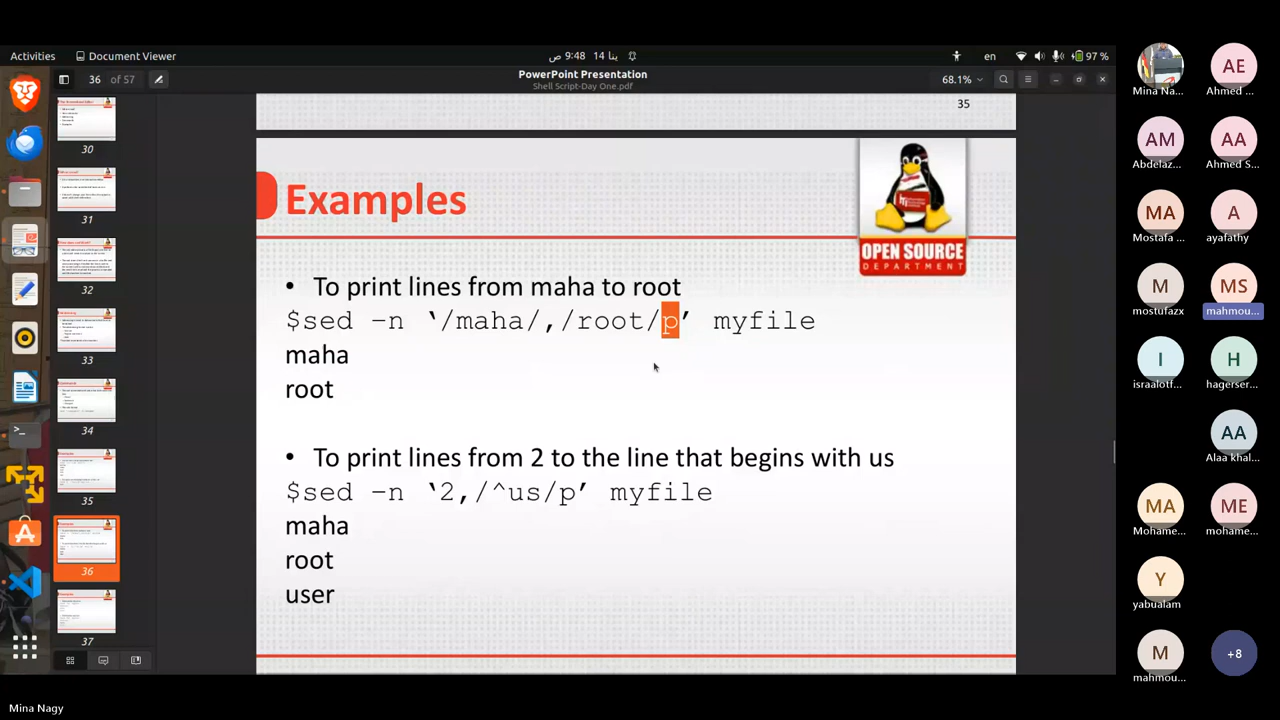 Activities
Document Viewer
9:48 ص
14 ينا
en
97 %
36 of 57
PowerPoint Presentation
Shell Script-Day One.pdf
68.1%
35
Examples
OPEN SOURCE
DEPARTMENT
• To print lines from maha to root
$sed –n ‘/maha/,/root/p’ myfile
maha
root
• To print lines from 2 to the line that begins with us
$sed –n ‘2,/^us/p’ myfile
maha
root
user
30
31
32
33
34
35
36
37
Mina Na...
AE
Ahmed ...
AM
Abdelaz...
AA
Ahmed S...
MA
Mostafa ...
A
ayafathy
M
mostufazx
MS
mahmou...
I
israalotf...
H
hagerser...
AA
Alaa khal...
MA
Mohame...
ME
mohame...
Y
yabualam
M
mahmou...
+8
Mina Nagy